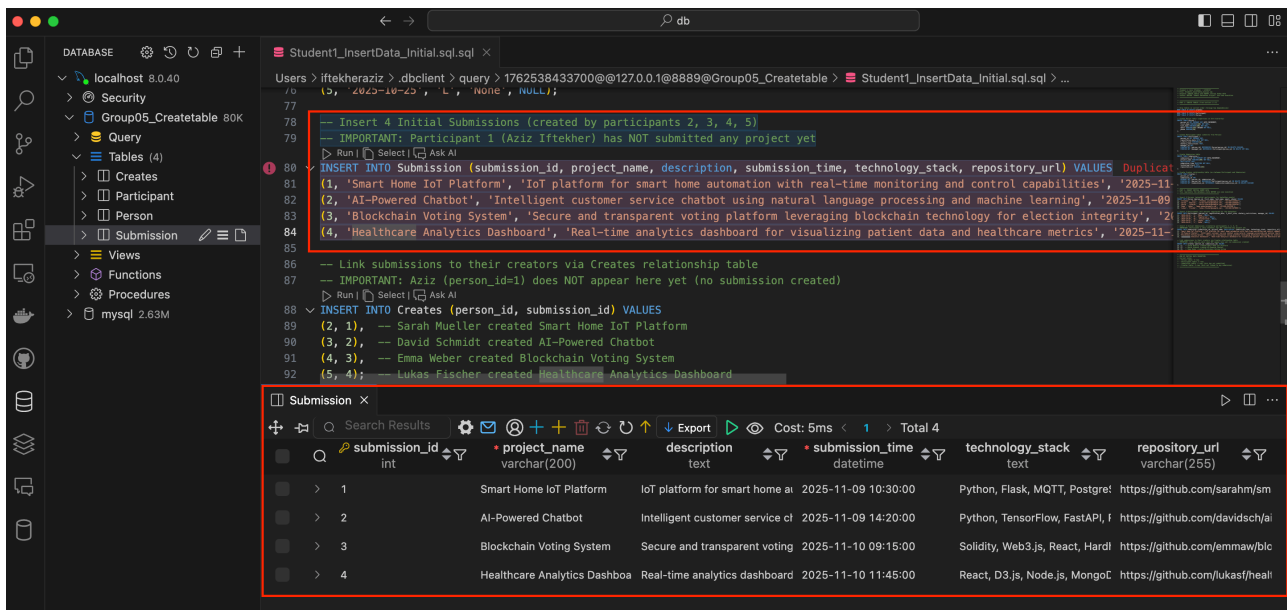 db
DATABASE
localhost 8.0.40
Security
Group05_Createtable 80K
Query
Tables (4)
Creates
Participant
Person
Submission
Views
Functions
Procedures
mysql 2.63M
Student1_InsertData_Initial.sql.sql
Users > iftekheraziz > .dbclient > query > 1762538433700@@127.0.0.1@8889@Group05_Createtable > Student1_InsertData_Initial.sql.sql > ...
76 (5, '2025-10-25', 'L', 'None', NULL);
77
78 -- Insert 4 Initial Submissions (created by participants 2, 3, 4, 5)
79 -- IMPORTANT: Participant 1 (Aziz Iftekher) has NOT submitted any project yet
Run | Select | Ask AI
80 INSERT INTO Submission (submission_id, project_name, description, submission_time, technology_stack, repository_url) VALUES Duplicat
81 (1, 'Smart Home IoT Platform', 'IoT platform for smart home automation with real-time monitoring and control capabilities', '2025-11-
82 (2, 'AI-Powered Chatbot', 'Intelligent customer service chatbot using natural language processing and machine learning', '2025-11-09
83 (3, 'Blockchain Voting System', 'Secure and transparent voting platform leveraging blockchain technology for election integrity', '20
84 (4, 'Healthcare Analytics Dashboard', 'Real-time analytics dashboard for visualizing patient data and healthcare metrics', '2025-11-
85
86 -- Link submissions to their creators via Creates relationship table
87 -- IMPORTANT: Aziz (person_id=1) does NOT appear here yet (no submission created)
Run | Select | Ask AI
88 INSERT INTO Creates (person_id, submission_id) VALUES
89 (2, 1), -- Sarah Mueller created Smart Home IoT Platform
90 (3, 2), -- David Schmidt created AI-Powered Chatbot
91 (4, 3), -- Emma Weber created Blockchain Voting System
92 (5, 4); -- Lukas Fischer created Healthcare Analytics Dashboard
Submission
Search Results Export Cost: 5ms < 1 > Total 4
submission_id * project_name description * submission_time technology_stack repository_url
int varchar(200) text datetime text varchar(255)
1 Smart Home IoT Platform IoT platform for smart home au 2025-11-09 10:30:00 Python, Flask, MQTT, Postgre https://github.com/sarahm/sm
2 AI-Powered Chatbot Intelligent customer service ch 2025-11-09 14:20:00 Python, TensorFlow, FastAPI, https://github.com/davidsch/ai
3 Blockchain Voting System Secure and transparent voting 2025-11-10 09:15:00 Solidity, Web3.js, React, Hardh https://github.com/emmaw/blo
4 Healthcare Analytics Dashboa Real-time analytics dashboard 2025-11-10 11:45:00 React, D3.js, Node.js, Mongo https://github.com/lukasf/healt